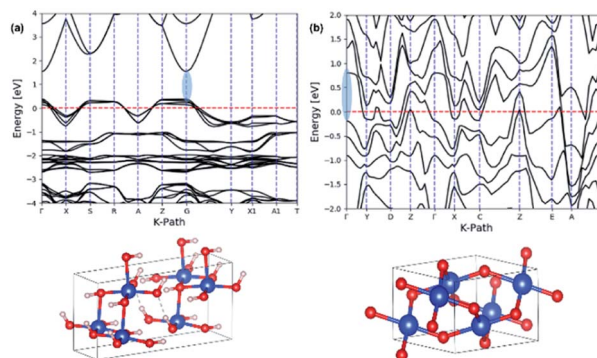 (a)
Energy [eV]
4
3
2
1
0
−1
−2
−3
−4
Γ X S R A Z G Y X1 A1 T
K-Path
(b)
Energy [eV]
2.0
1.5
1.0
0.5
0.0
−0.5
−1.0
−1.5
−2.0
Γ Y D Z Γ X C Z E A
K-Path